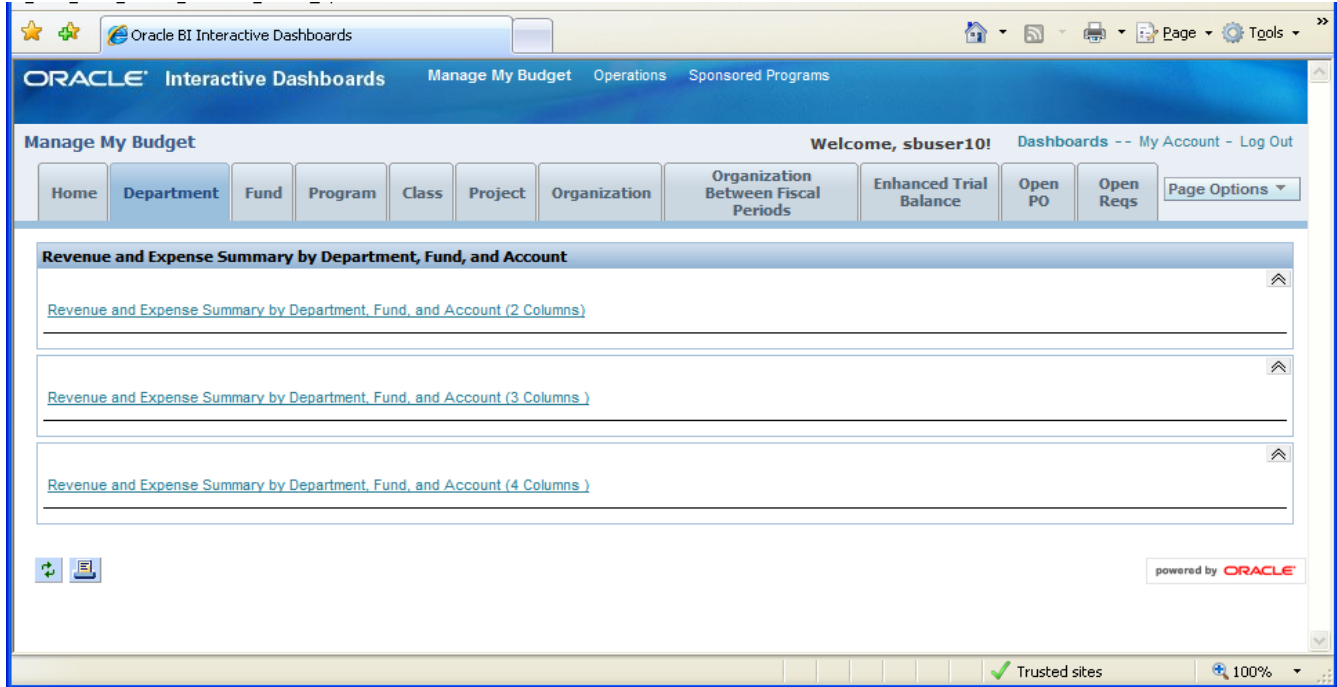 Oracle BI Interactive Dashboards
Page
Tools
»
ORACLE Interactive Dashboards Manage My Budget Operations Sponsored Programs
Manage My Budget
Welcome, sbuser10! Dashboards -- My Account - Log Out
Home
Department
Fund
Program
Class
Project
Organization
Organization
Between Fiscal
Periods
Enhanced Trial
Balance
Open
PO
Open
Reqs
Page Options
Revenue and Expense Summary by Department, Fund, and Account
Revenue and Expense Summary by Department, Fund, and Account (2 Columns)
Revenue and Expense Summary by Department, Fund, and Account (3 Columns )
Revenue and Expense Summary by Department, Fund, and Account (4 Columns )
powered by ORACLE
Trusted sites
100%